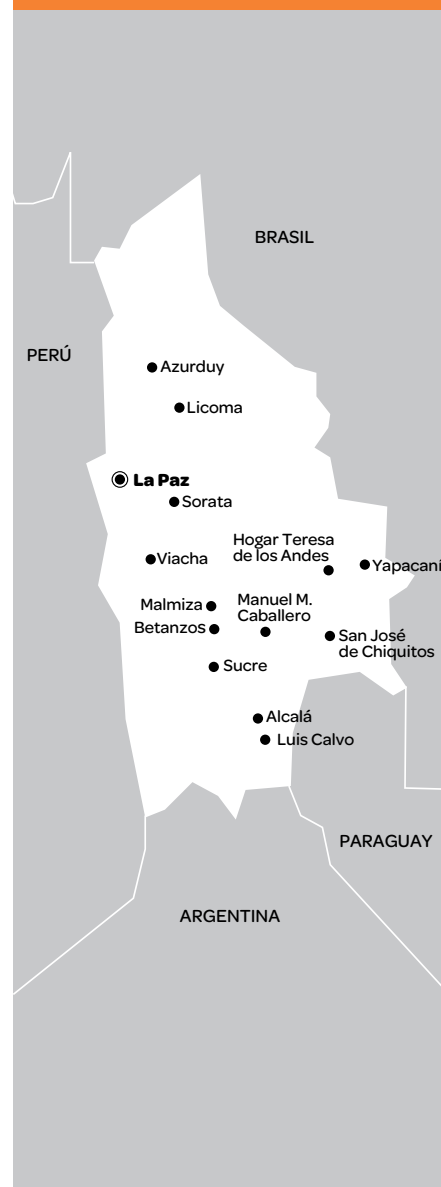 BRASIL
PERÚ
Azurduy
Licoma
La Paz
Sorata
Hogar Teresa
de los Andes
Viacha
Yapacaní
Malmiza
Manuel M.
Caballero
Betanzos
San José
de Chiquitos
Sucre
Alcalá
Luis Calvo
PARAGUAY
ARGENTINA